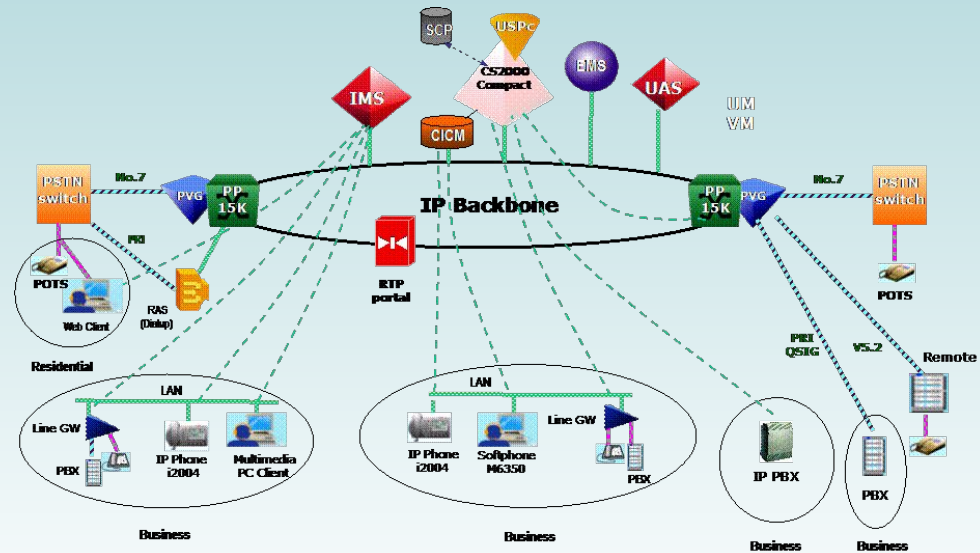 SCP
USPc
CS2000
Compact
EMS
IMS
UAS
UM
VM
CICM
PSTN
switch
No.7
PVG
PP
15K
IP Backbone
PP
15K
PVG
No.7
PSTN
switch
PRI
RTP
portal
POTS
Web Client
RAS
(Dialup)
POTS
Residential
PRI
QSIG
V5.2
Remote
LAN
LAN
Line GW
IP Phone
i2004
Multimedia
PC Client
PBX
IP Phone
i2004
Softphone
M6350
Line GW
PBX
IP PBX
PBX
Business
Business
Business
Business